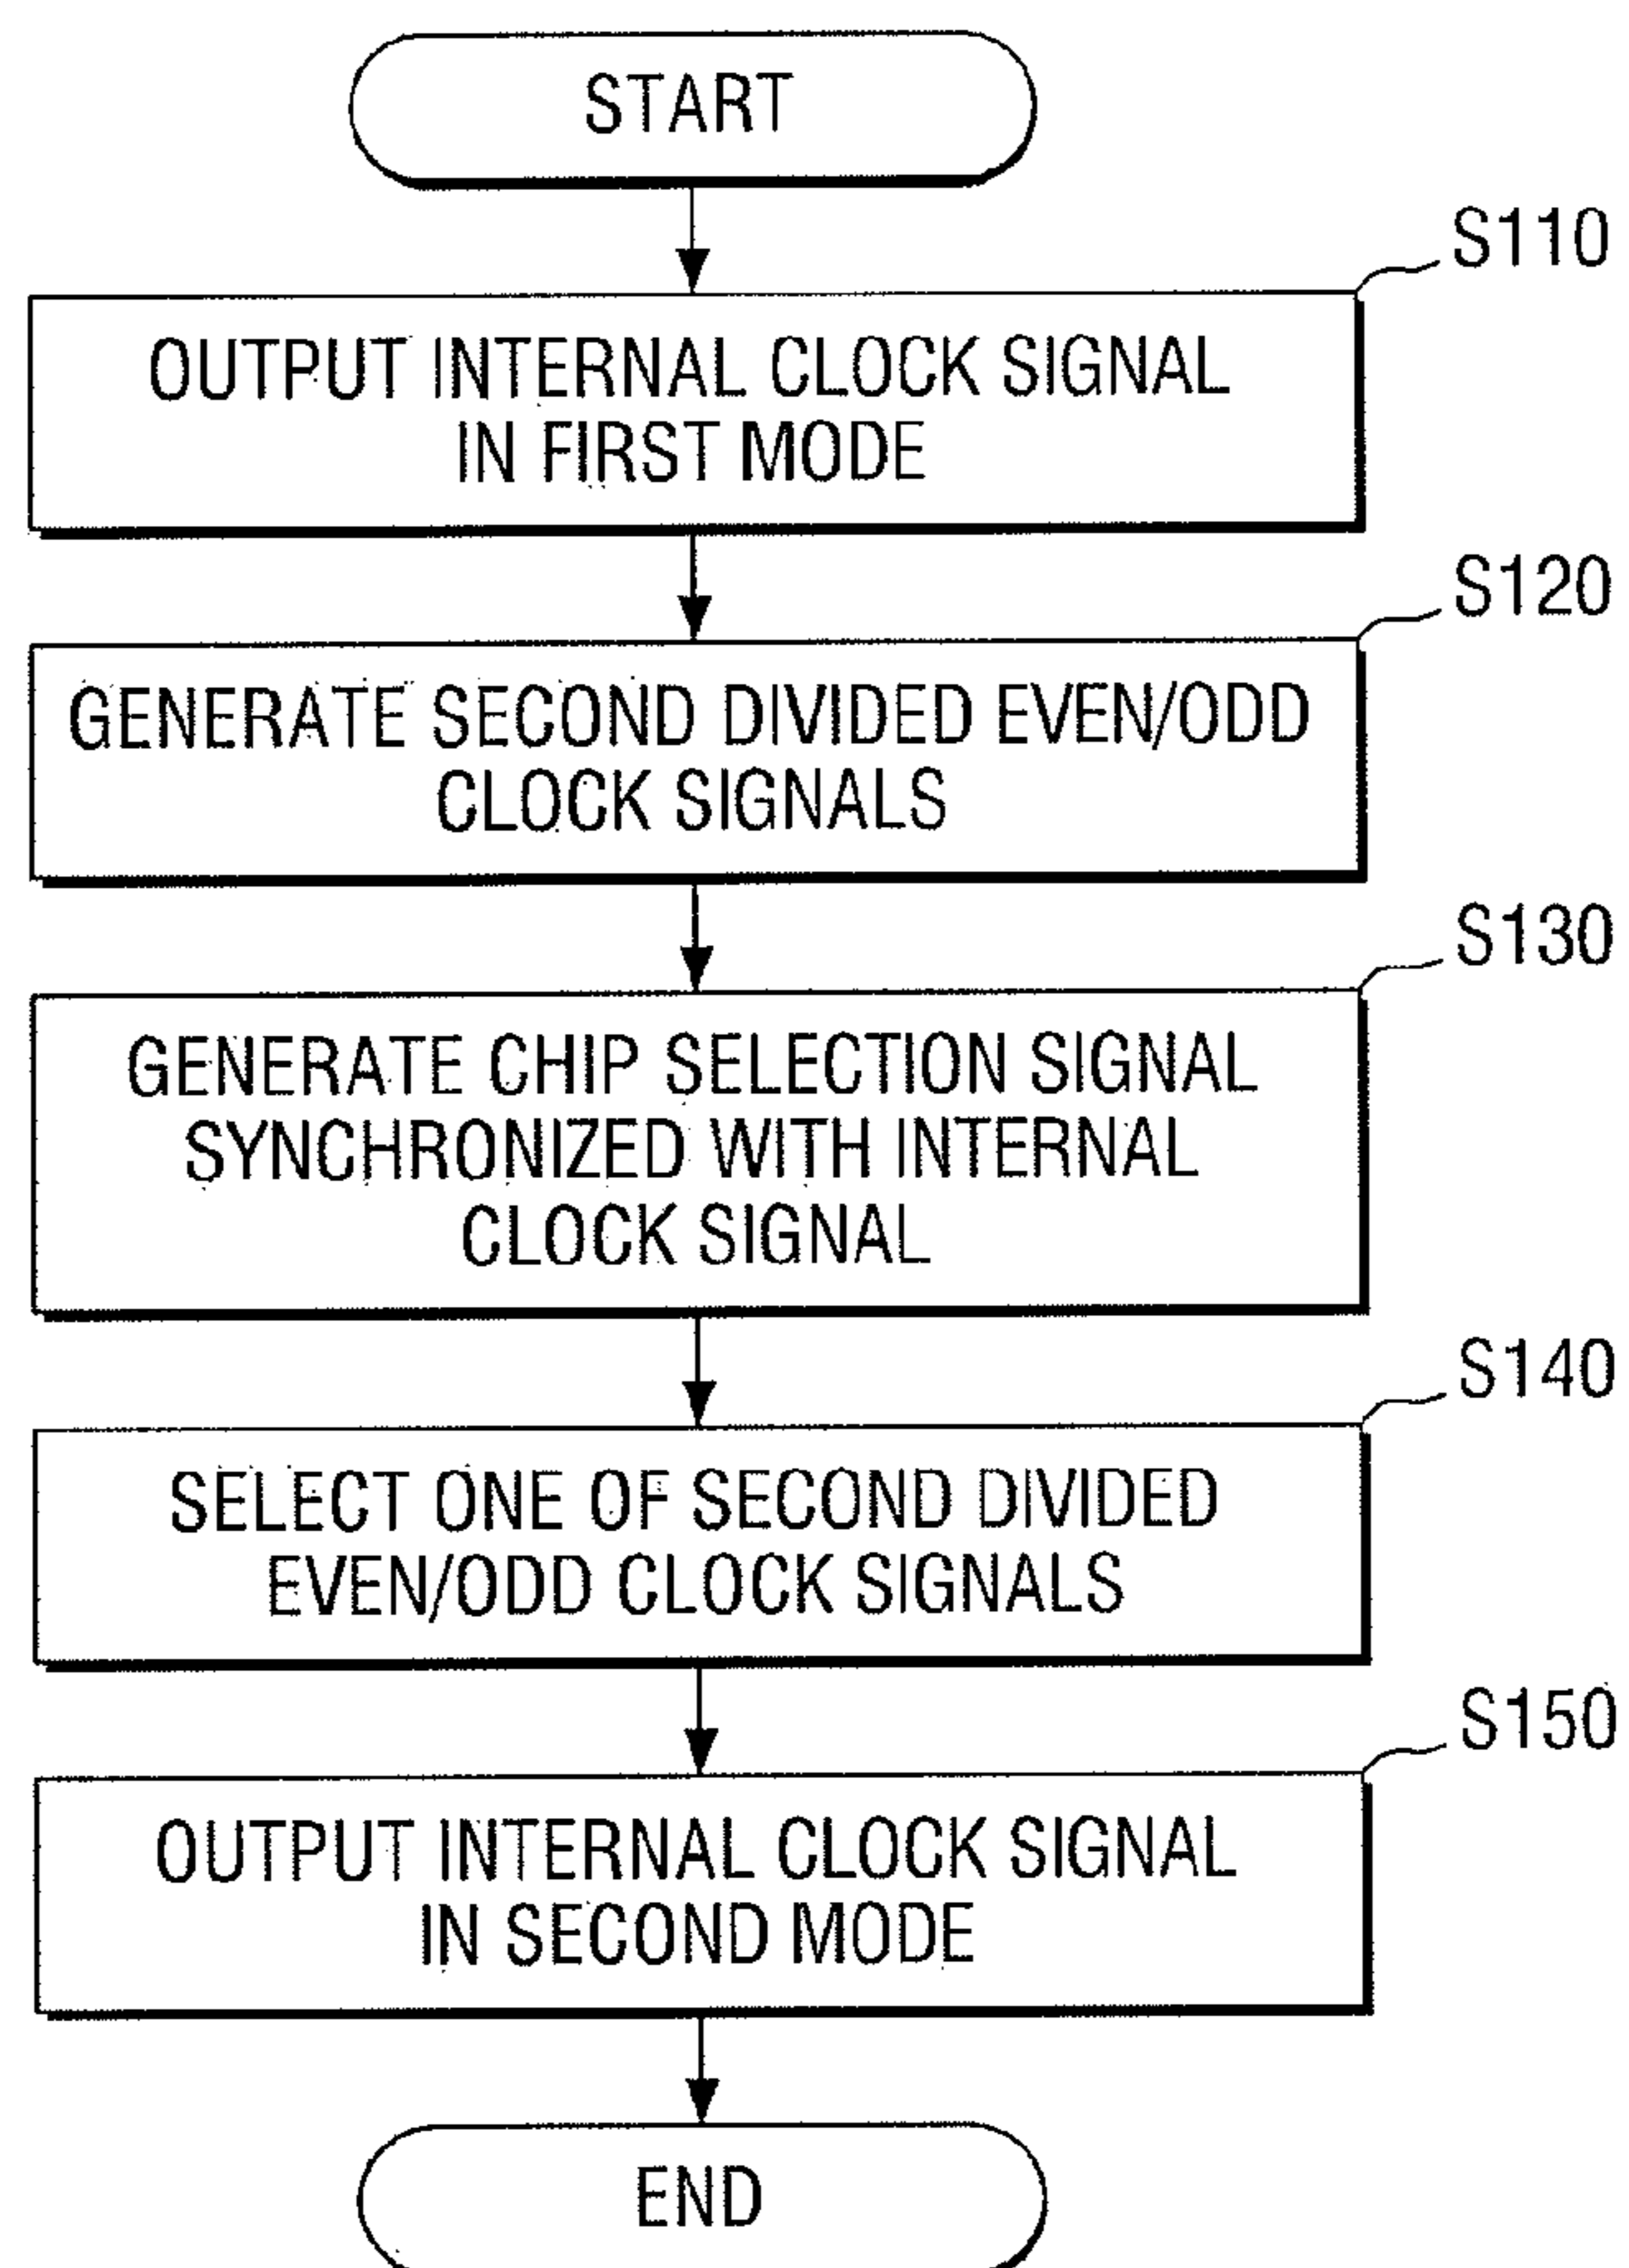 START
S110
OUTPUT INTERNAL CLOCK SIGNAL
IN FIRST MODE
S120
GENERATE SECOND DIVIDED EVEN/ODD
CLOCK SIGNALS
S130
GENERATE CHIP SELECTION SIGNAL
SYNCHRONIZED WITH INTERNAL
CLOCK SIGNAL
S140
SELECT ONE OF SECOND DIVIDED
EVEN/ODD CLOCK SIGNALS
S150
OUTPUT INTERNAL CLOCK SIGNAL
IN SECOND MODE
END